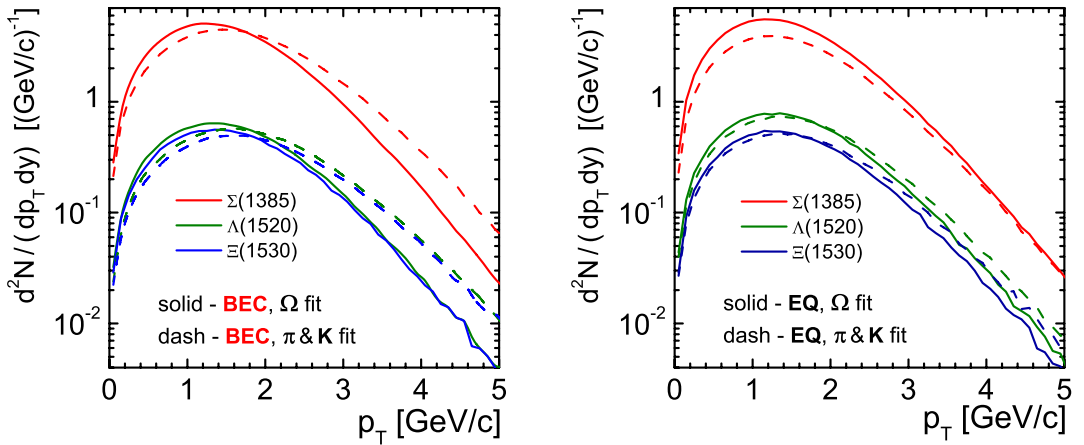 d²N / ( dp_T dy) [(GeV/c)⁻¹]
1
10⁻¹
10⁻²
Σ(1385)
Λ(1520)
Ξ(1530)
solid - BEC, Ω fit
dash - BEC, π & K fit
0 1 2 3 4 5
p_T [GeV/c]
d²N / ( dp_T dy) [(GeV/c)⁻¹]
1
10⁻¹
10⁻²
Σ(1385)
Λ(1520)
Ξ(1530)
solid - EQ, Ω fit
dash - EQ, π & K fit
0 1 2 3 4 5
p_T [GeV/c]